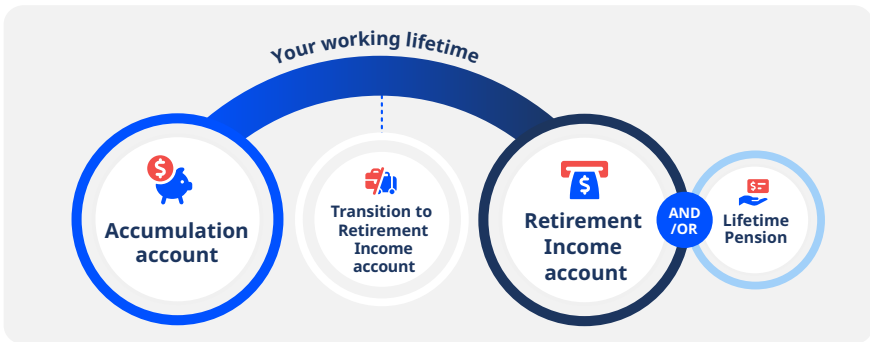 Your working lifetime
Accumulation
account
Transition to
Retirement
Income
account
Retirement
Income
account
AND
/OR
Lifetime
Pension
$
$
$